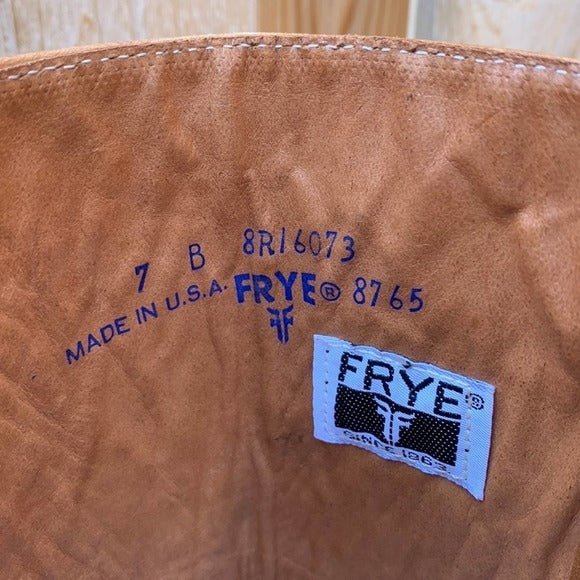 7 B 8R16073
MADE IN U.S.A. FRYE® 8765
FRYE®
SINCE 1863